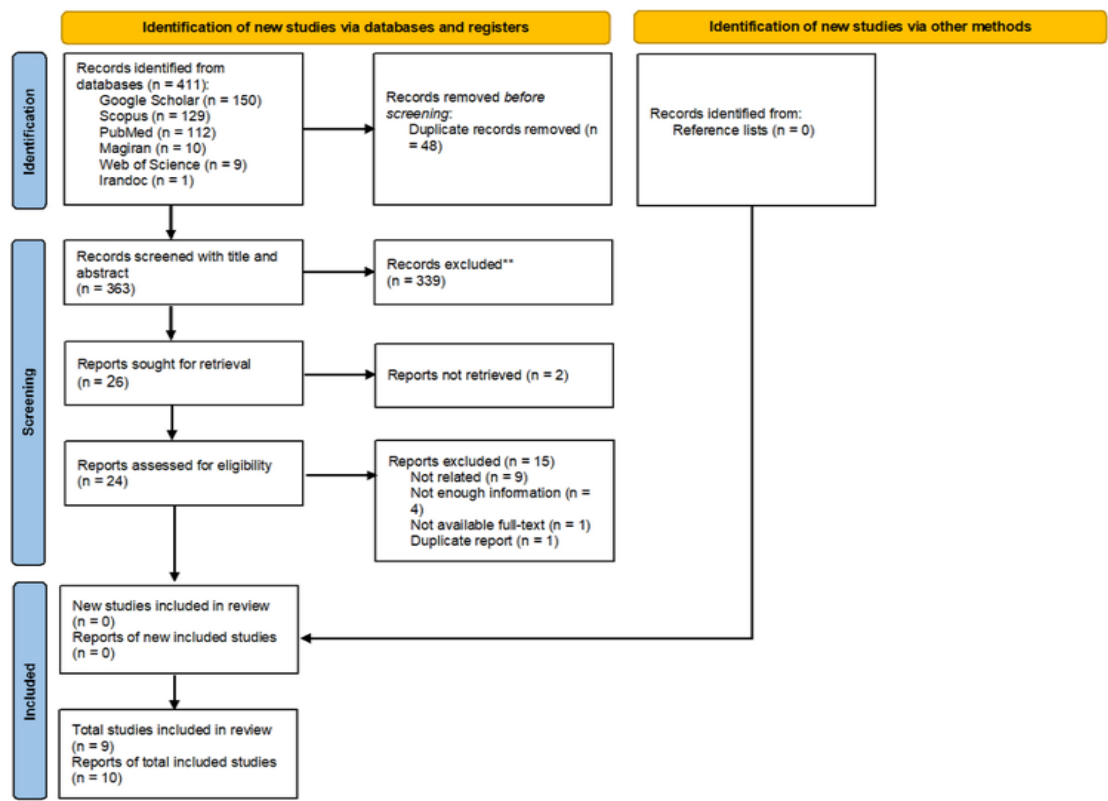 Identification of new studies via databases and registers
Identification of new studies via other methods
Identification
Records identified from
databases (n = 411):
Google Scholar (n = 150)
Scopus (n = 129)
PubMed (n = 112)
Magiran (n = 10)
Web of Science (n = 9)
Irandoc (n = 1)
Records removed before
screening:
Duplicate records removed (n
= 48)
Records identified from:
Reference lists (n = 0)
Screening
Records screened with title and
abstract
(n = 363)
Records excluded**
(n = 339)
Reports sought for retrieval
(n = 26)
Reports not retrieved (n = 2)
Reports assessed for eligibility
(n = 24)
Reports excluded (n = 15)
Not related (n = 9)
Not enough information (n =
4)
Not available full-text (n = 1)
Duplicate report (n = 1)
Included
New studies included in review
(n = 0)
Reports of new included studies
(n = 0)
Total studies included in review
(n = 9)
Reports of total included studies
(n = 10)